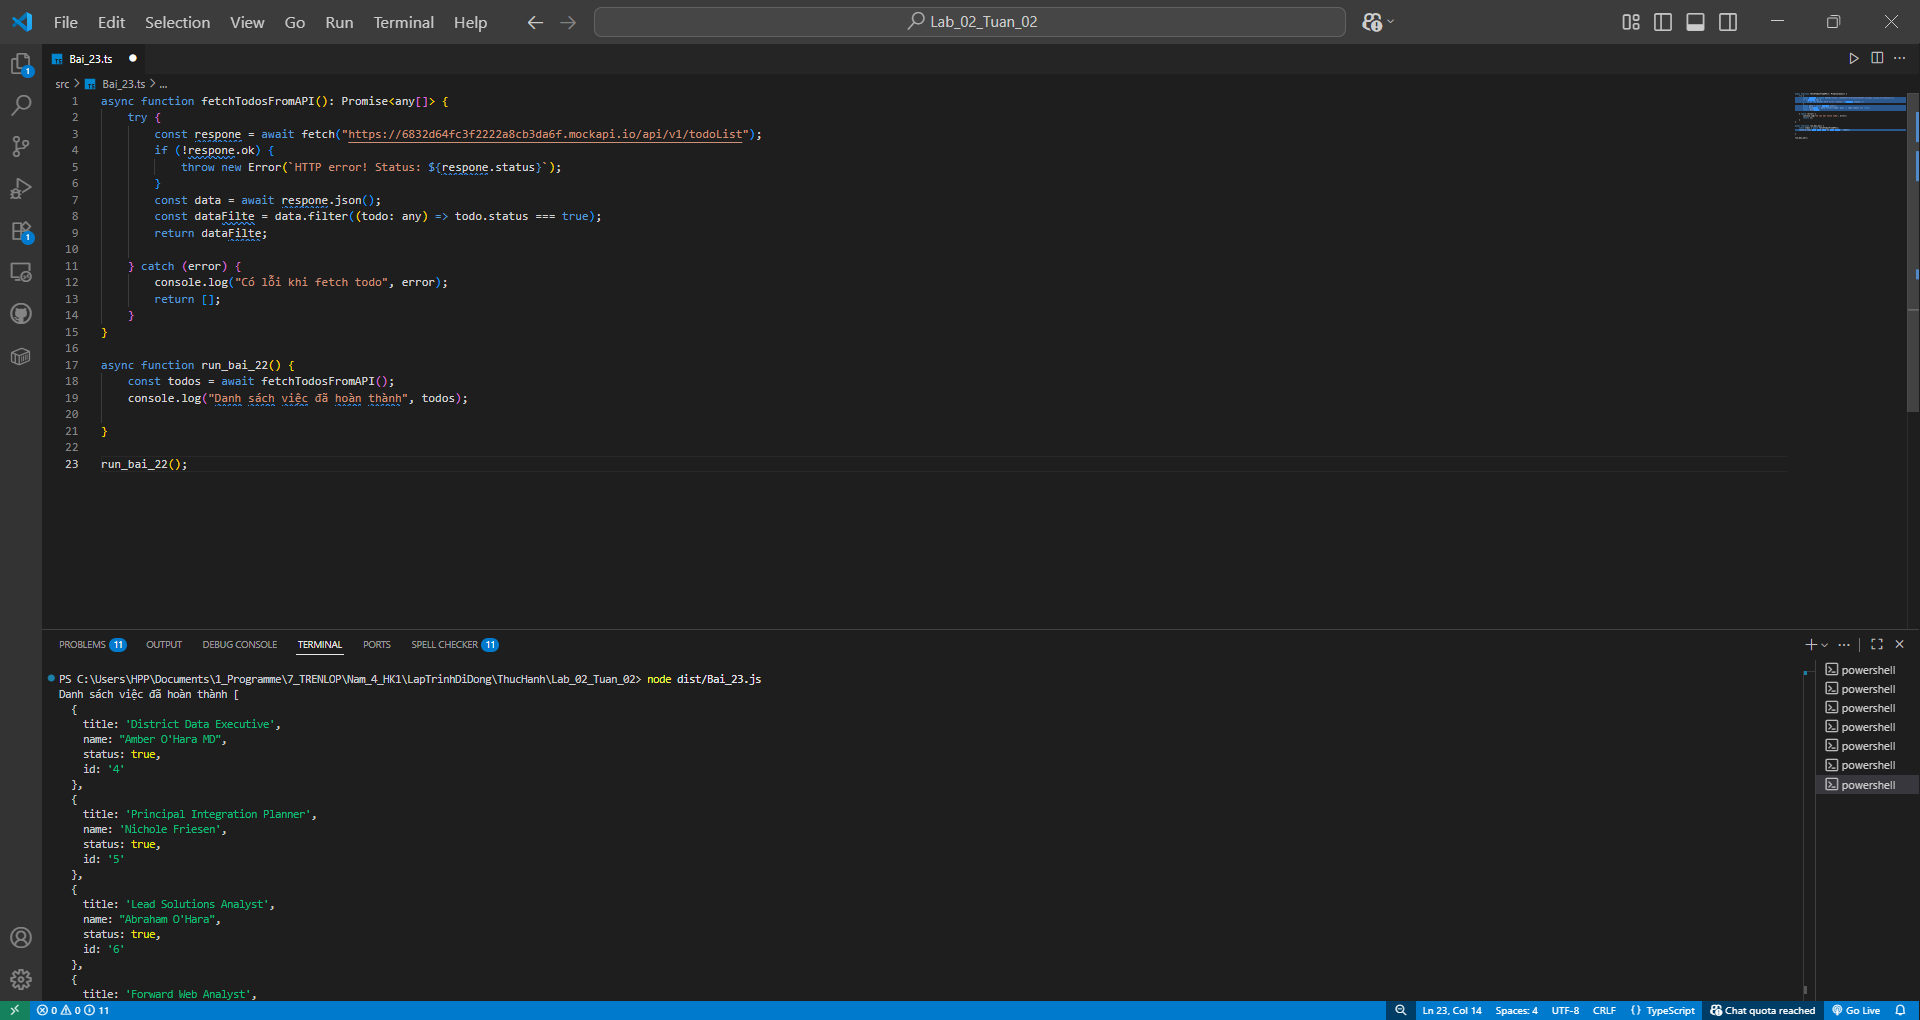 File Edit Selection View Go Run Terminal Help Lab_02_Tuan_02
Bai_23.ts
src > Bai_23.ts > ...
1 async function fetchTodosFromAPI(): Promise<any[]> {
2 try {
3 const respone = await fetch("https://6832d64fc3f2222a8cb3da6f.mockapi.io/api/v1/todoList");
4 if (!respone.ok) {
5 throw new Error(`HTTP error! Status: ${respone.status}`);
6 }
7 const data = await respone.json();
8 const dataFilte = data.filter((todo: any) => todo.status === true);
9 return dataFilte;
10
11 } catch (error) {
12 console.log("Có lỗi khi fetch todo", error);
13 return [];
14 }
15 }
16
17 async function run_bai_22() {
18 const todos = await fetchTodosFromAPI();
19 console.log("Danh sách việc đã hoàn thành", todos);
20
21 }
22
23 run_bai_22();
PROBLEMS 11 OUTPUT DEBUG CONSOLE TERMINAL PORTS SPELL CHECKER 11
PS C:\Users\HPP\Documents\1_Programme\7_TRENLOP\Nam_4_HK1\LapTrinhDiDong\ThucHanh\Lab_02_Tuan_02> node dist/Bai_23.js
Danh sách việc đã hoàn thành [
{
title: 'District Data Executive',
name: "Amber O'Hara MD",
status: true,
id: '4'
},
{
title: 'Principal Integration Planner',
name: 'Nichole Friesen',
status: true,
id: '5'
},
{
title: 'Lead Solutions Analyst',
name: "Abraham O'Hara",
status: true,
id: '6'
},
{
title: 'Forward Web Analyst',
powershell
powershell
powershell
powershell
powershell
powershell
powershell
0 0 11 Ln 23, Col 14 Spaces: 4 UTF-8 CRLF {} TypeScript Chat quota reached Go Live